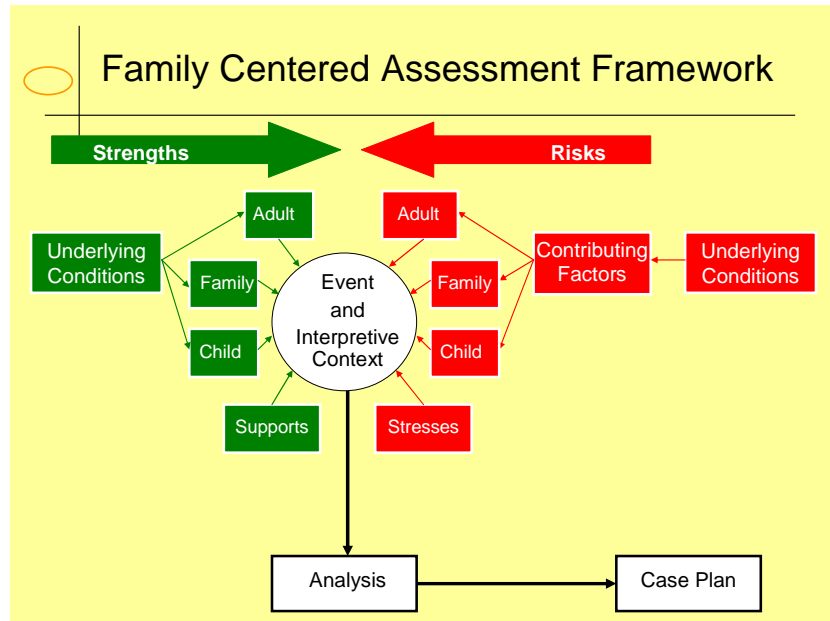 Family Centered Assessment Framework
Strengths
Risks
Adult
Adult
Underlying
Conditions
Family
Event
and
Interpretive
Context
Family
Contributing
Factors
Underlying
Conditions
Child
Child
Supports
Stresses
Analysis
Case Plan